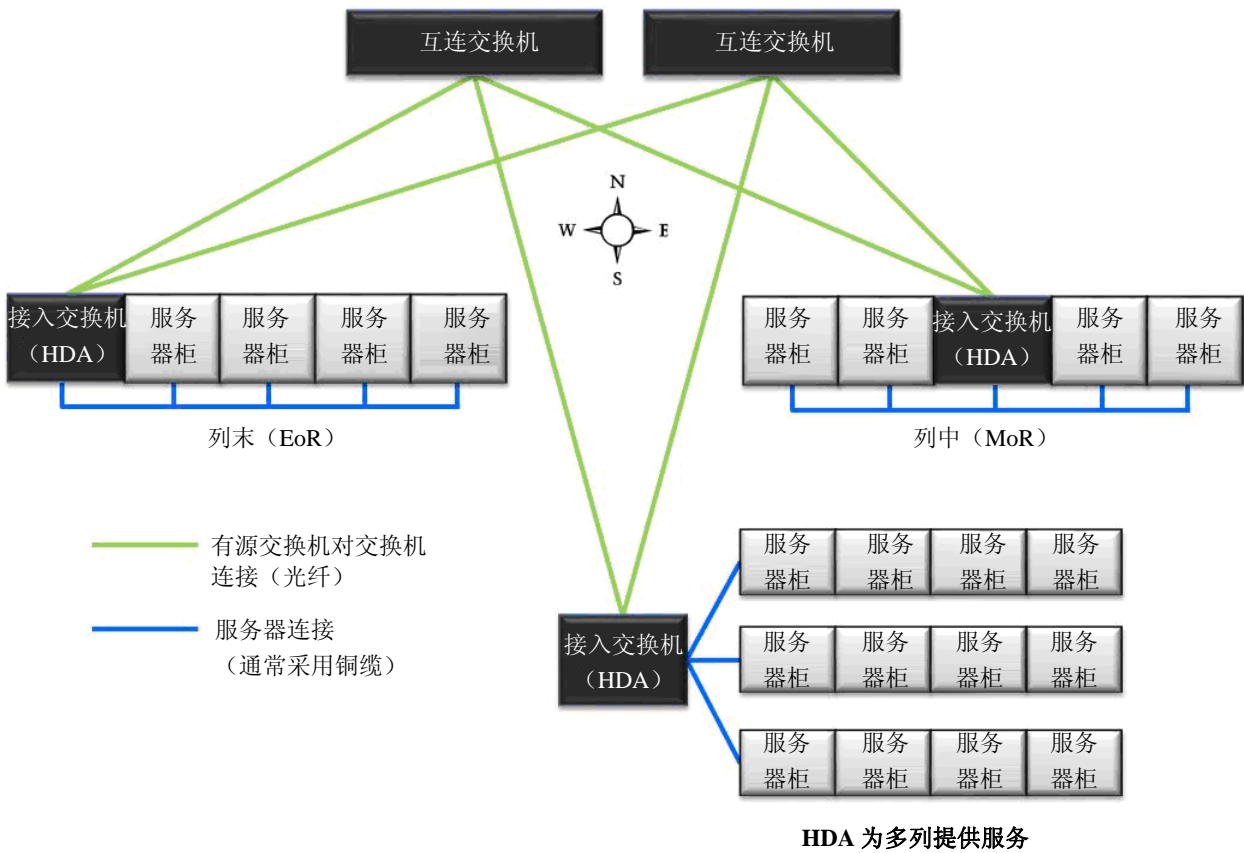 互连交换机
互连交换机
N
W
E
S
接入交换机
（HDA）
服务
器柜
服务
器柜
服务
器柜
服务
器柜
列末（EoR）
服务
器柜
服务
器柜
接入交换机
（HDA）
服务
器柜
服务
器柜
列中（MoR）
有源交换机对交换机
连接（光纤）
服务器连接
（通常采用铜缆）
接入交换机
（HDA）
服务
器柜
服务
器柜
服务
器柜
服务
器柜
服务
器柜
服务
器柜
服务
器柜
服务
器柜
服务
器柜
服务
器柜
服务
器柜
服务
器柜
HDA 为多列提供服务